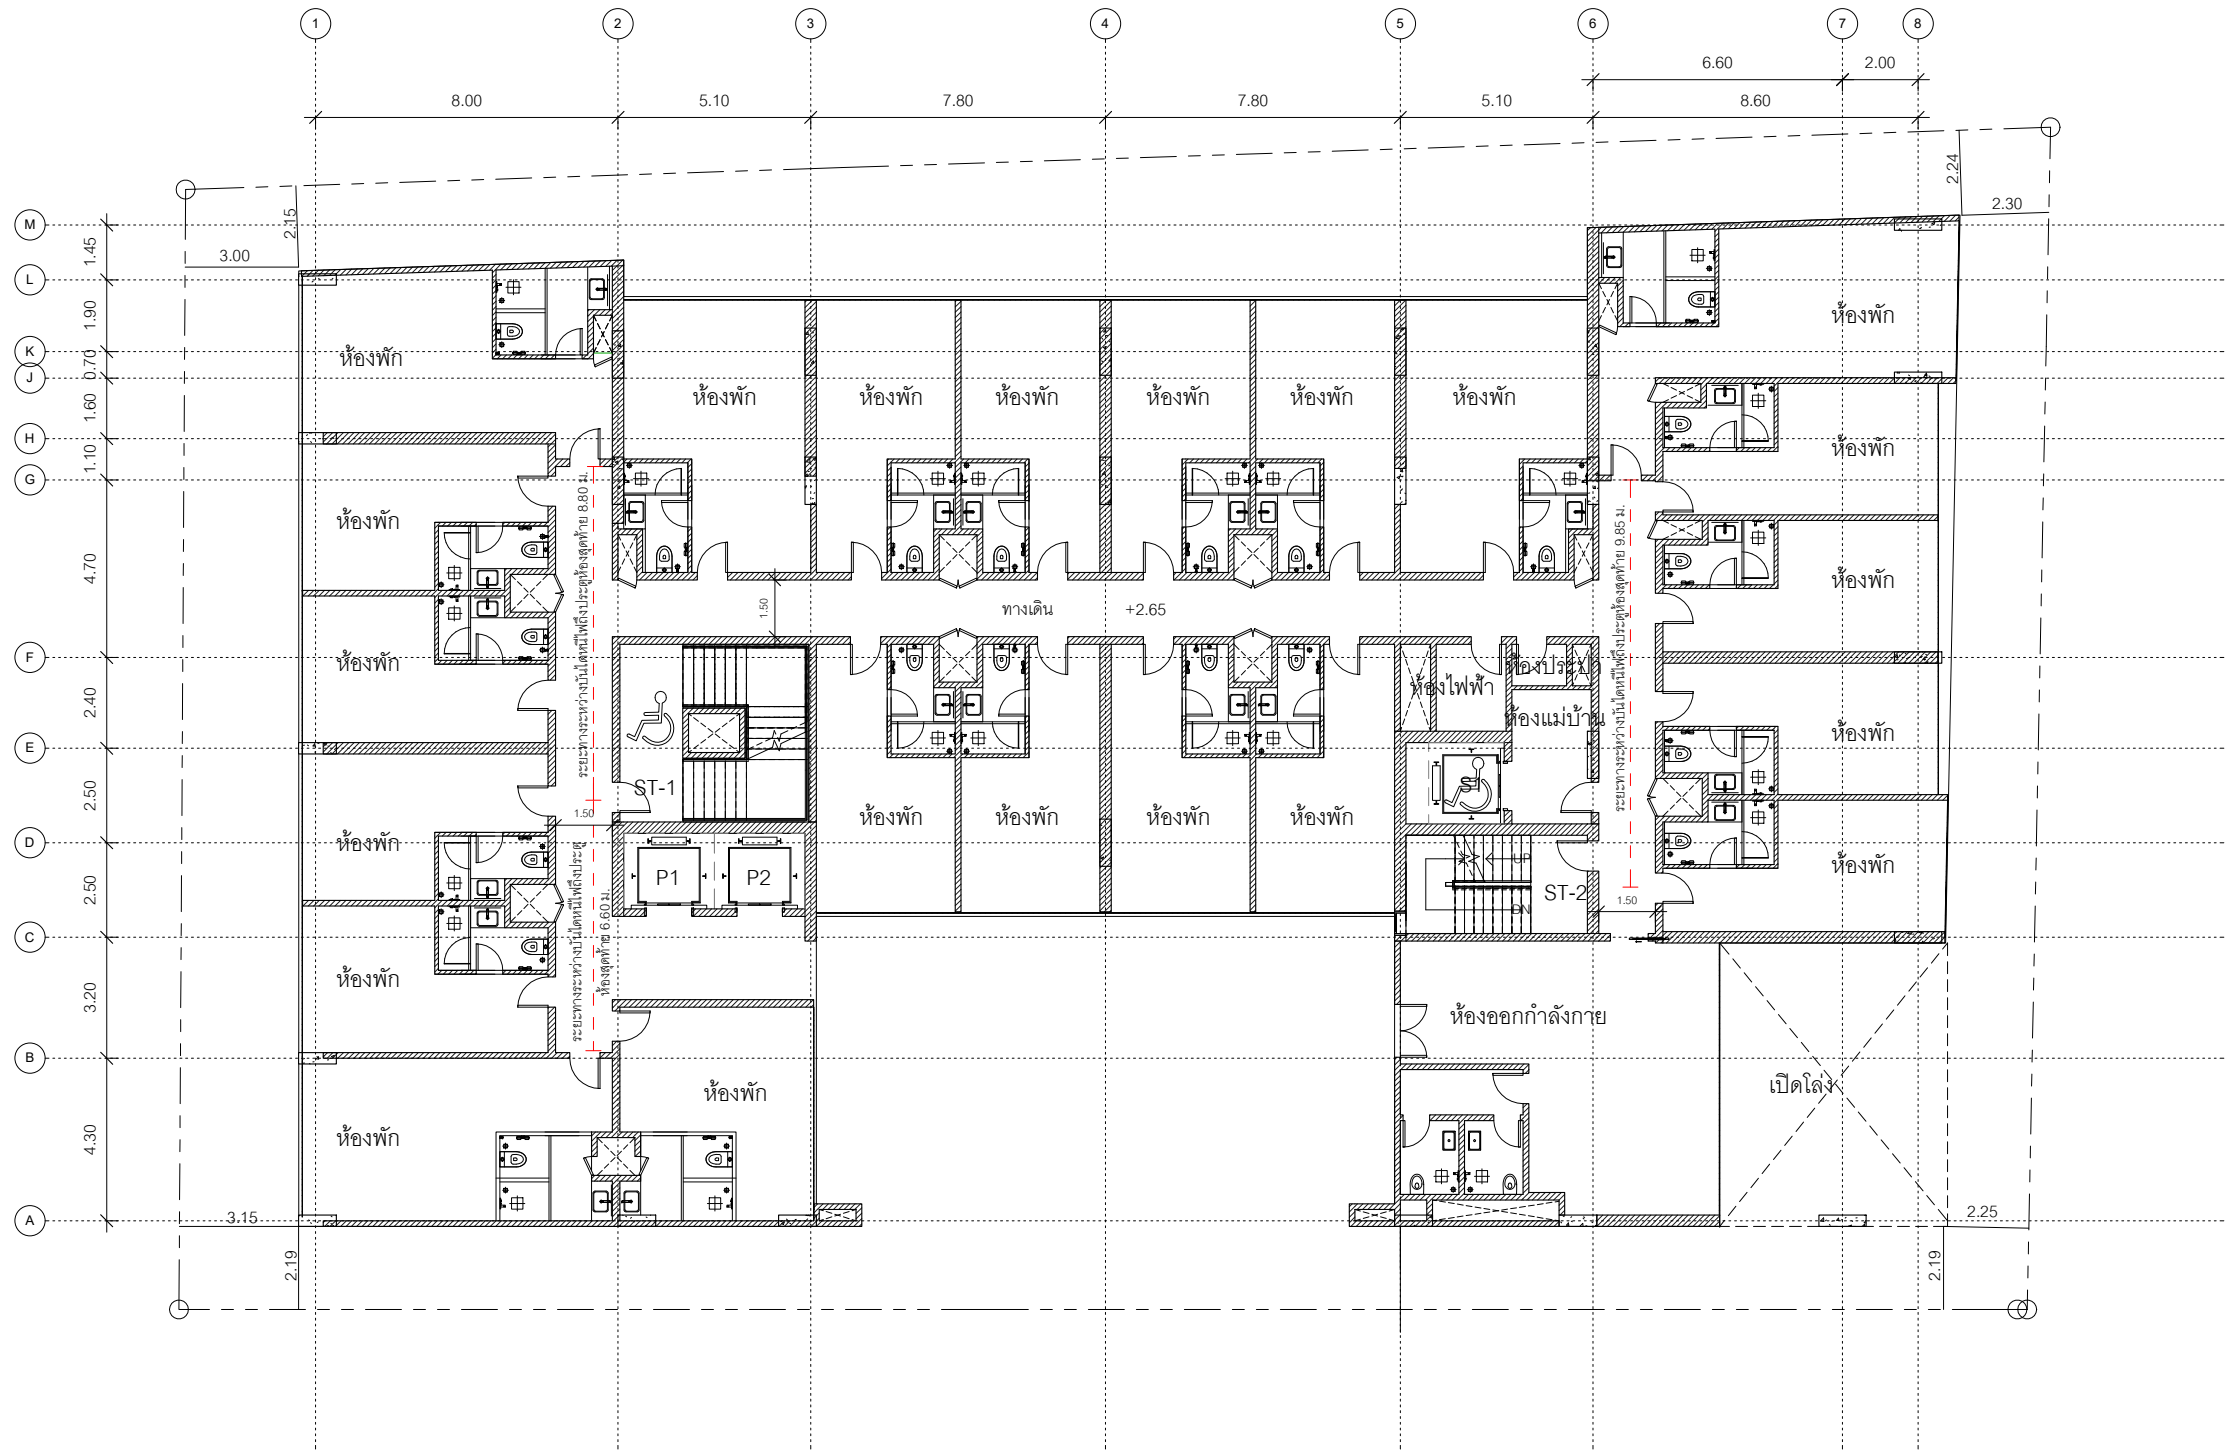 1 2 3 4 5 6 7 8
6.60 2.00
8.00 5.10 7.80 7.80 5.10 8.60
2.24
2.30
2.15
3.00
M
1.45
L
1.90
K
0.70
J
1.60
H
1.10
G
4.70
F
2.40
E
2.50
D
2.50
C
3.20
B
4.30
A
ห้องพัก
ห้องพัก
ห้องพัก ห้องพัก ห้องพัก ห้องพัก ห้องพัก ห้องพัก
ห้องพัก
ห้องพัก
ห้องพัก
ระยะทางระหว่างบันไดหนีไฟถึงประตูห้องสุดท้าย 8.80 ม.
ระยะทางระหว่างบันไดหนีไฟถึงประตูห้องสุดท้าย 9.85 ม.
1.50
ทางเดิน +2.65
ห้องพัก
ห้องประปา
ห้องไฟฟ้า
ห้องแม่บ้าน
ห้องพัก
ST-1
S1
1.50
ห้องพัก ห้องพัก ห้องพัก ห้องพัก
ห้องพัก
ห้องพัก
P1 P2
UP
DN
ST-2
1.50
ระยะทางระหว่างบันไดหนีไฟถึงประตู
ห้องสุดท้าย 6.60 ม.
ห้องพัก
ห้องออกกำลังกาย
ห้องพัก
เปิดโล่ง
ห้องพัก
3.15
2.25
2.19
2.19